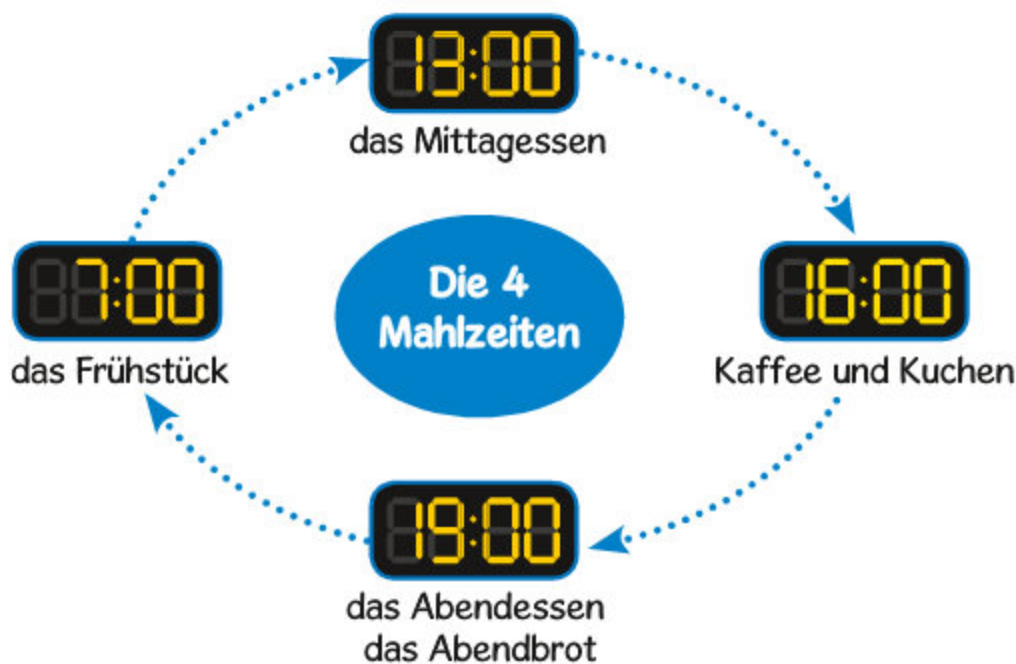 13:00
das Mittagessen
7:00
das Frühstück
Die 4
Mahlzeiten
16:00
Kaffee und Kuchen
19:00
das Abendessen
das Abendbrot